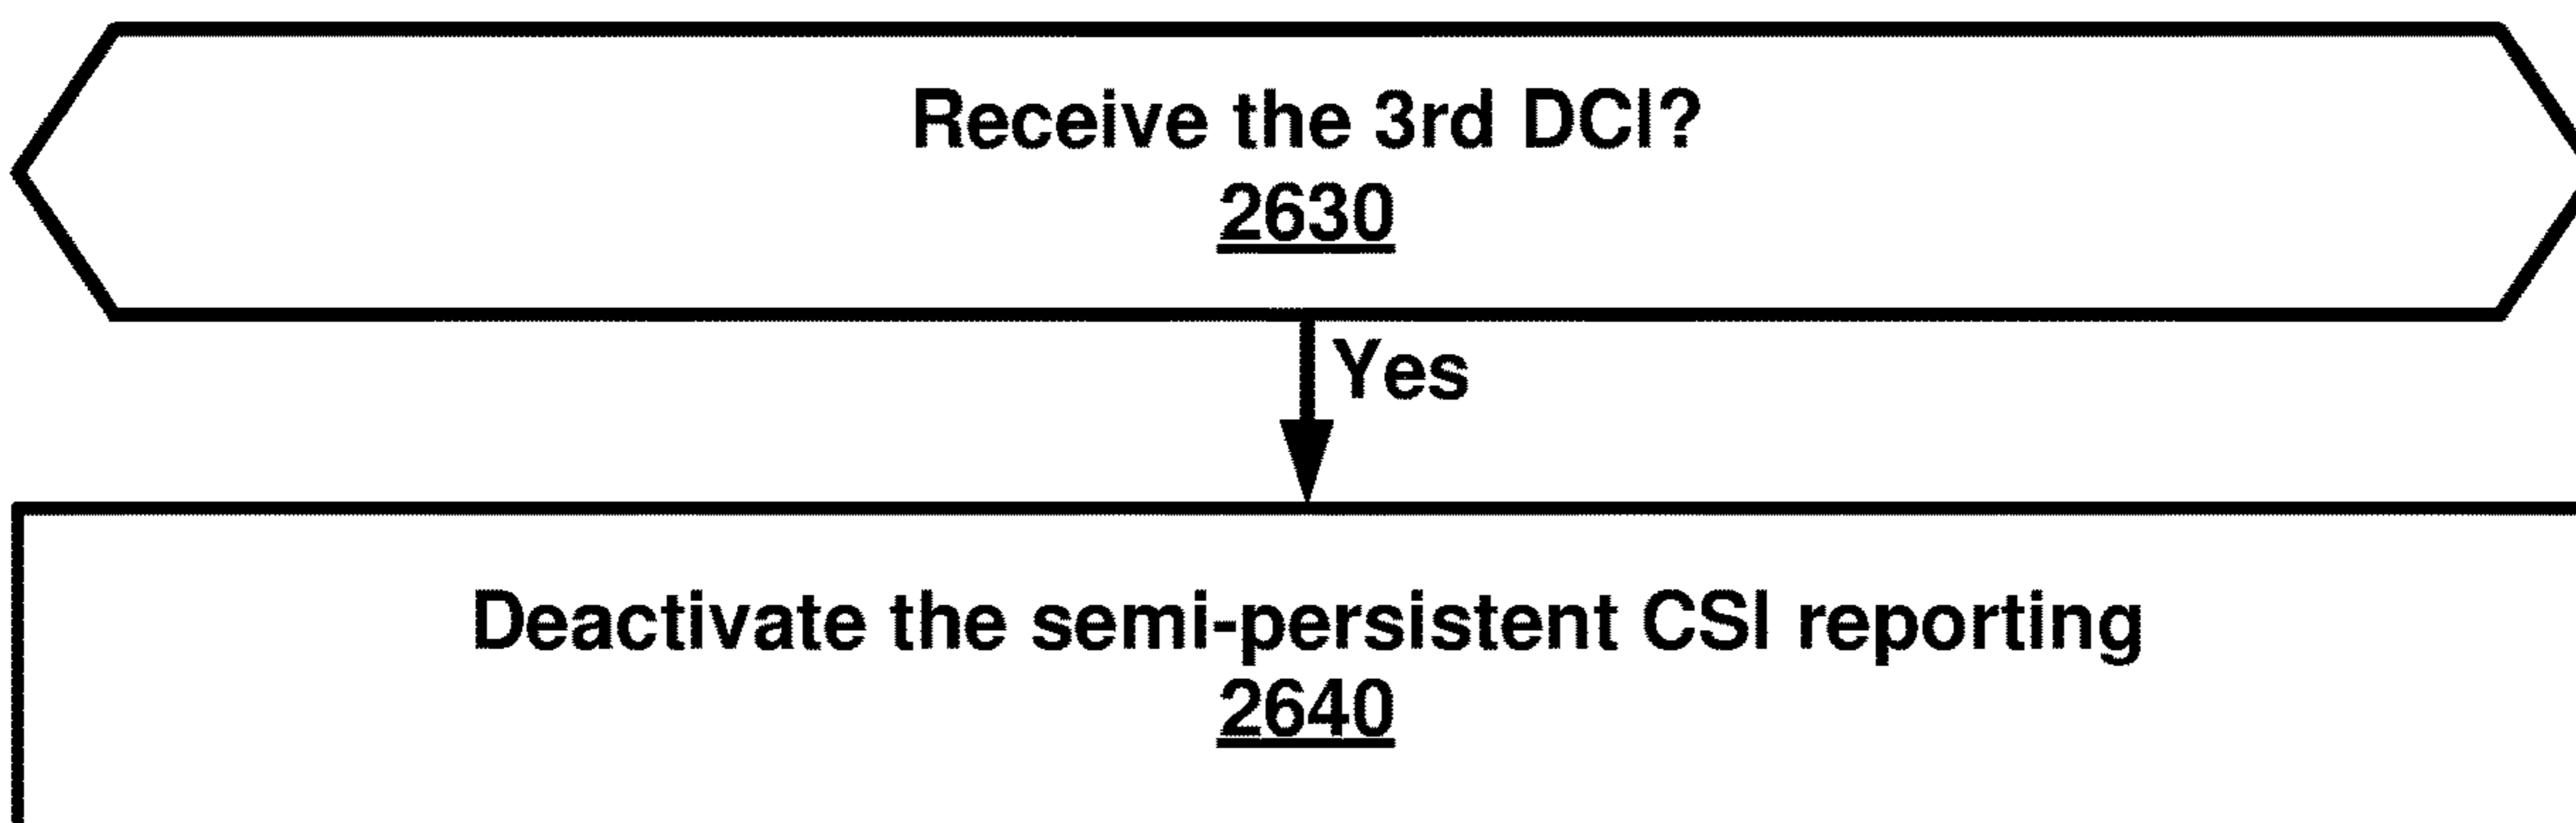 Receive the 3rd DCI?
2630
Yes
Deactivate the semi-persistent CSI reporting
2640